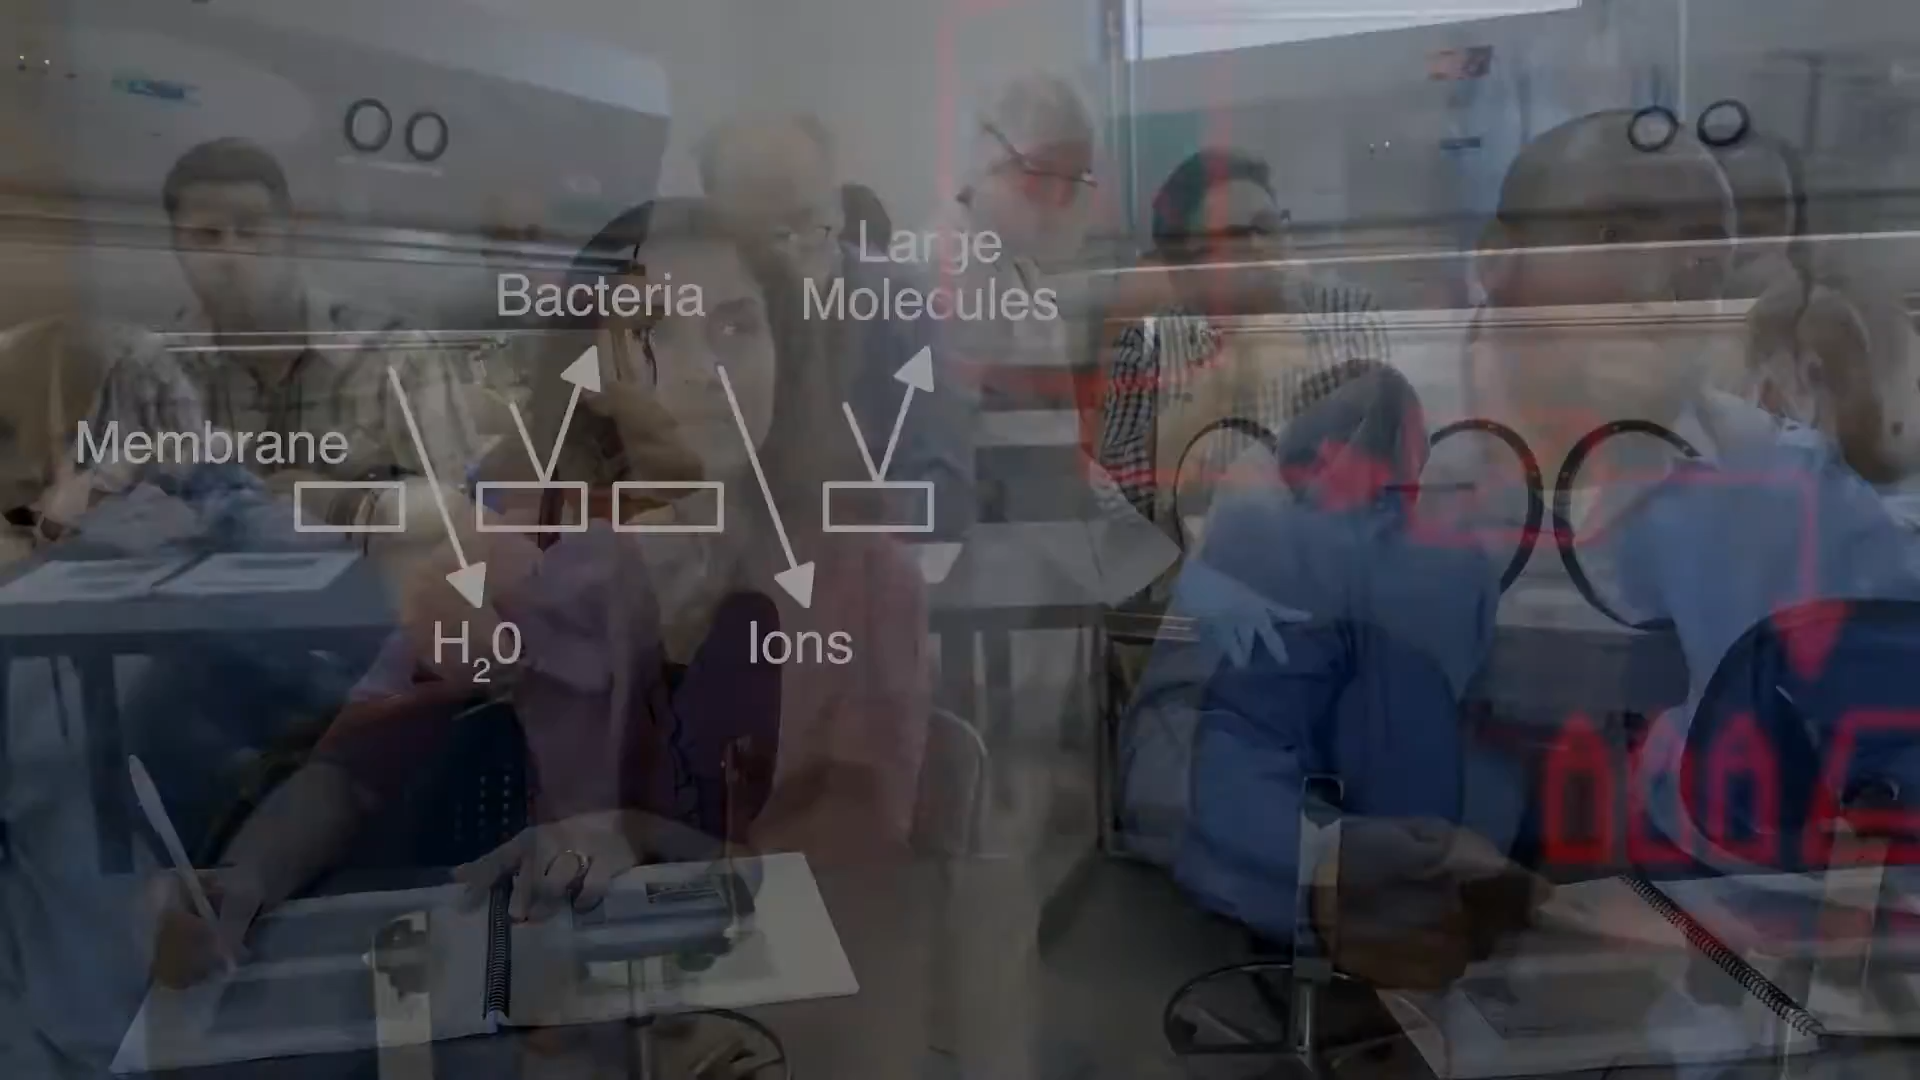 Large
Molecules
Bacteria
Membrane
H₂0
Ions